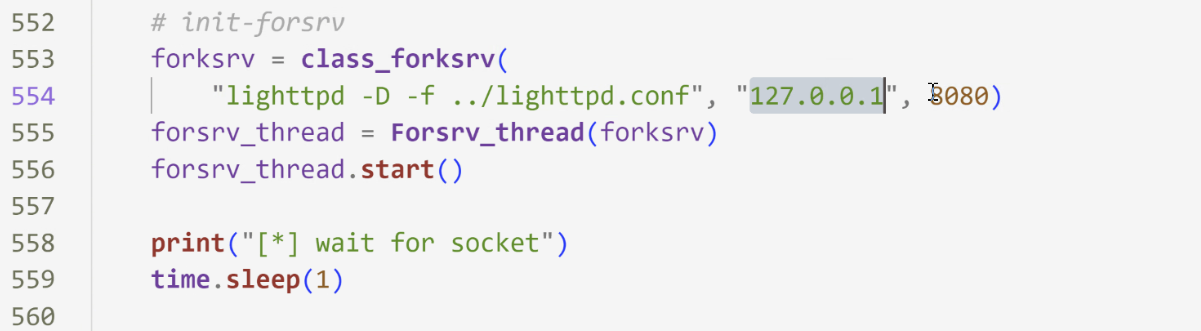 552 # init-forsrv
553 forksrv = class_forksrv(
554 "lighttpd -D -f ../lighttpd.conf", "127.0.0.1", 8080)
555 forsrv_thread = Forsrv_thread(forksrv)
556 forsrv_thread.start()
557
558 print("[*] wait for socket")
559 time.sleep(1)
560